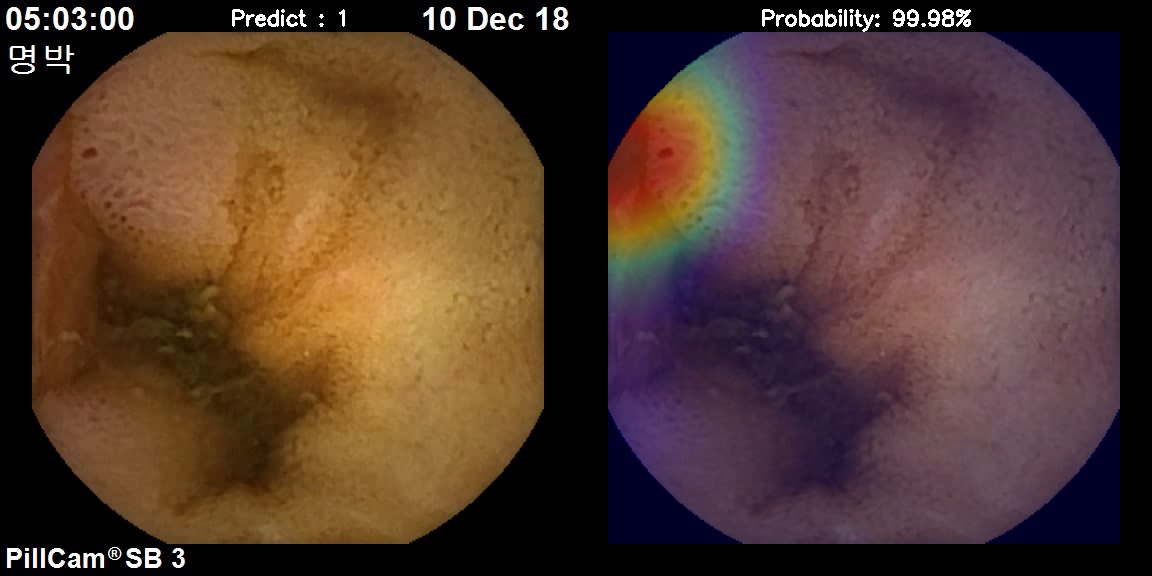 05:03:00 Predict : 1 10 Dec 18 Probability: 99.98%
명박
PillCam® SB 3